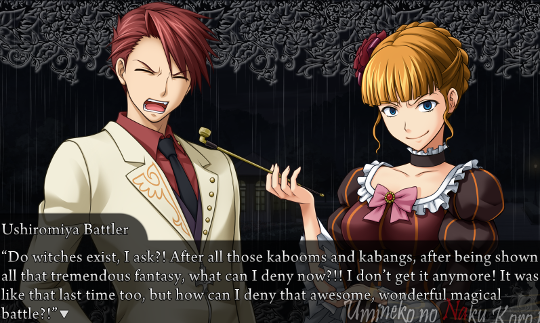 Ushiromiya Battler
“Do witches exist, I ask?! After all those kabooms and kabangs, after being shown
all that tremendous fantasy, what can I deny now?!! I don't get it anymore! It was
like that last time too, but how can I deny that awesome, wonderful magical
battle?!”▼
Umineko no Naku Koro